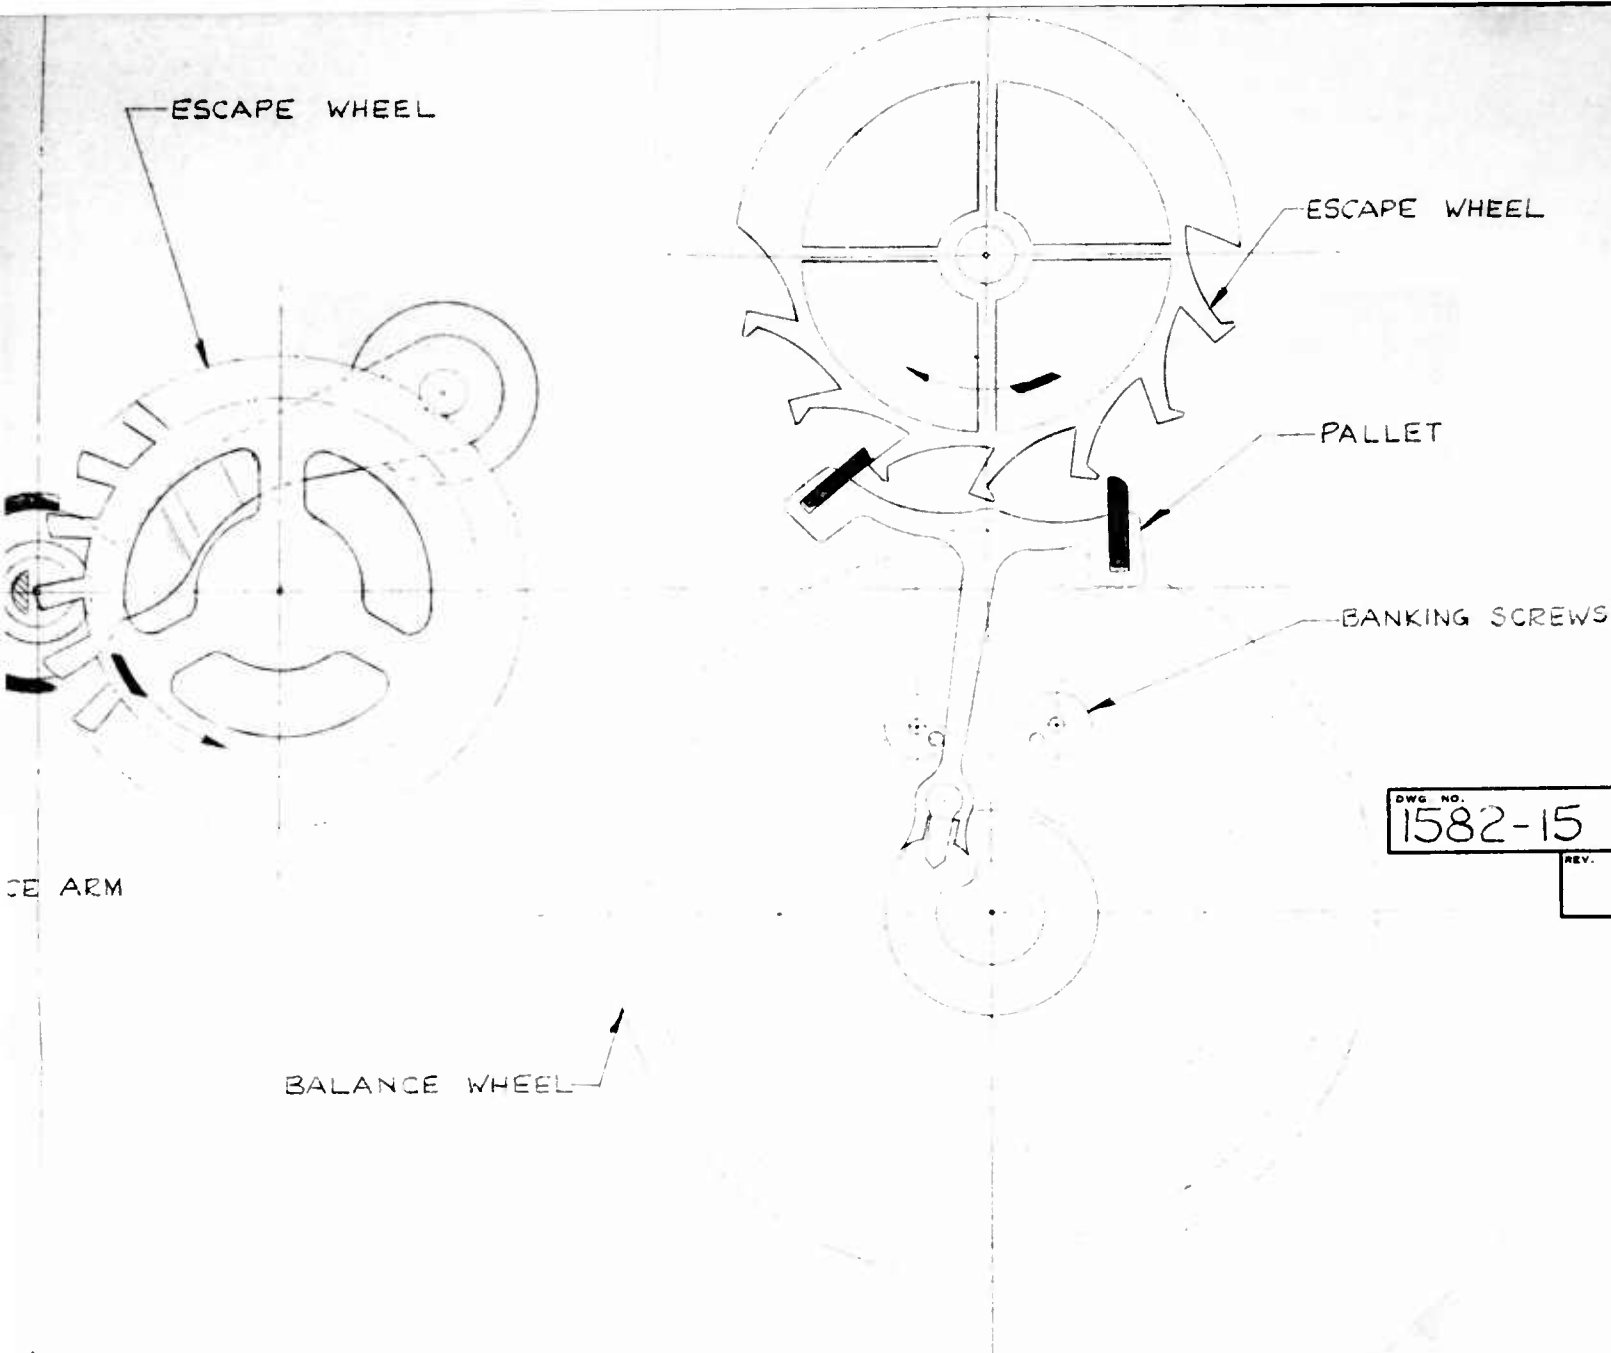 ESCAPE WHEEL
ESCAPE WHEEL
PALLET
BANKING SCREWS
DWG NO.
1582-15
REV.
CE ARM
BALANCE WHEEL